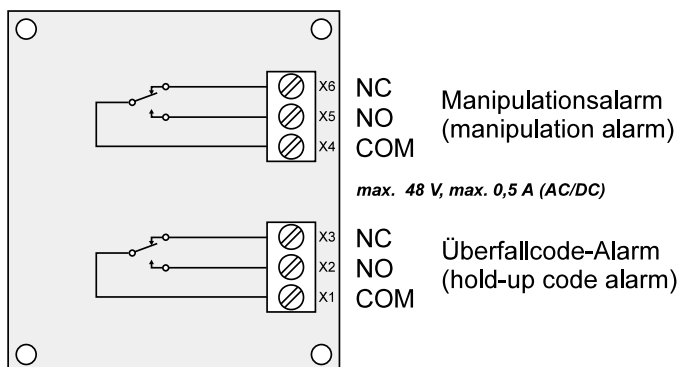 X6 NC
X5 NO
X4 COM
Manipulationsalarm
(manipulation alarm)
max. 48 V, max. 0,5 A (AC/DC)
X3 NC
X2 NO
X1 COM
Überfallcode-Alarm
(hold-up code alarm)